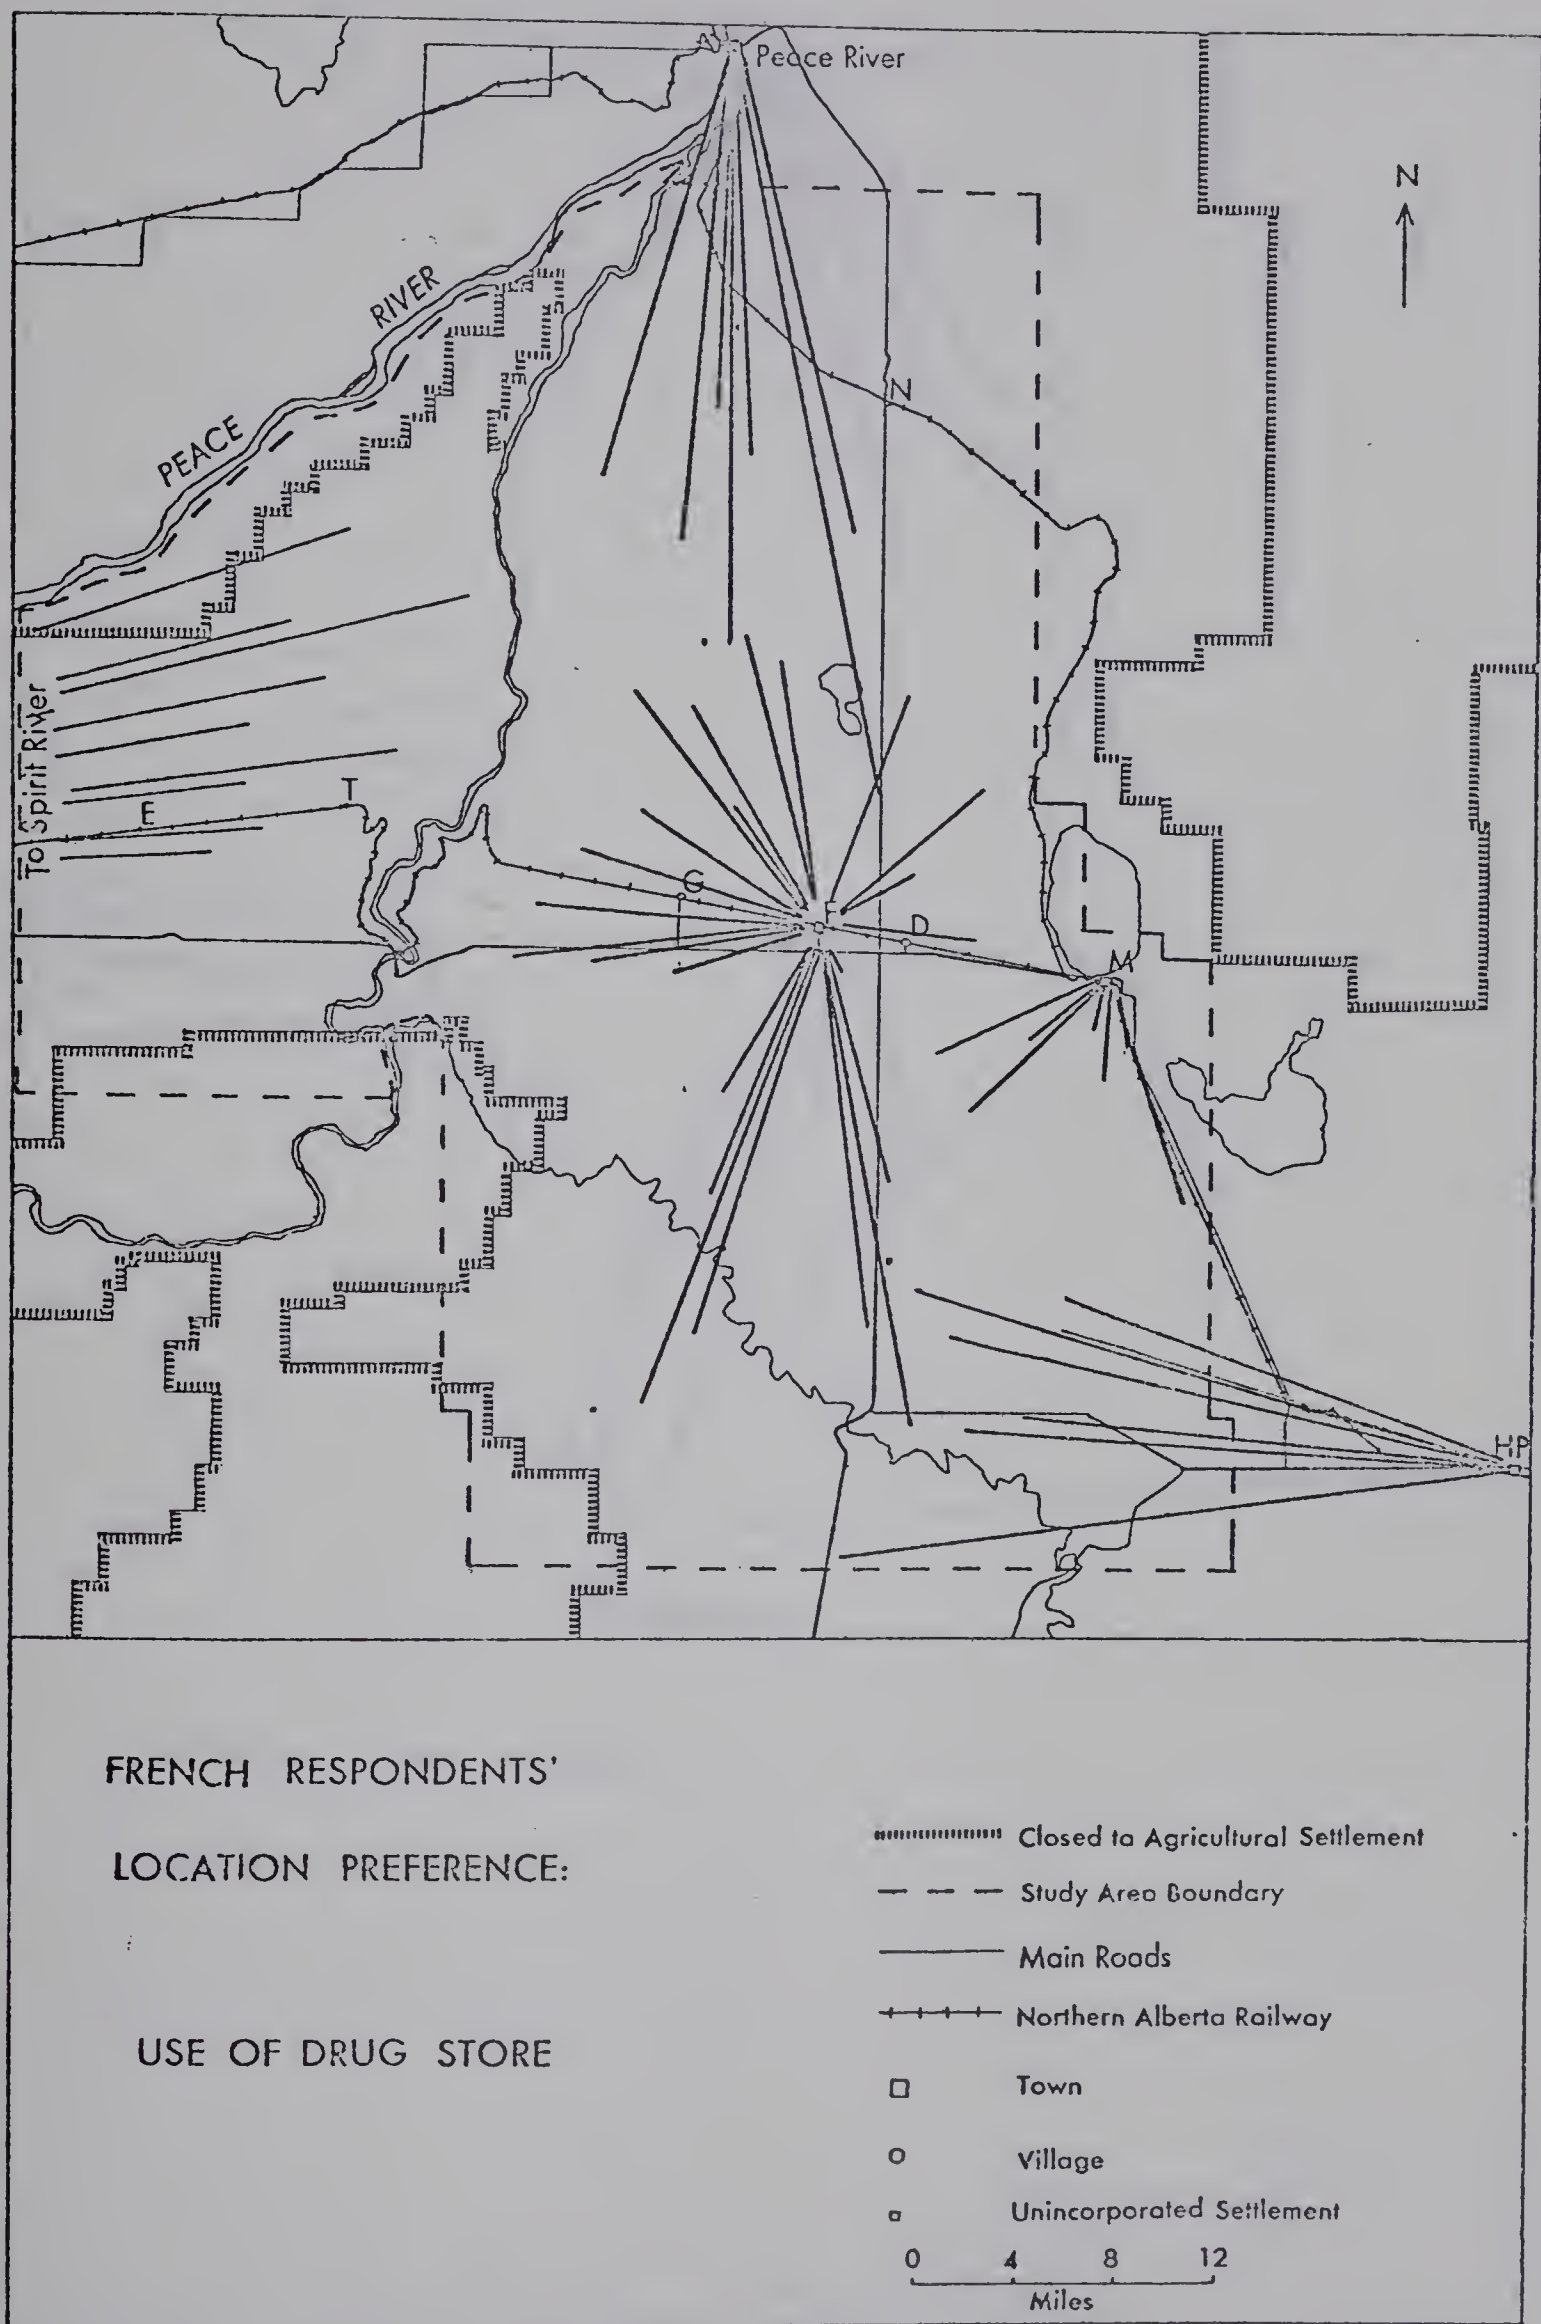 Peace River
N
RIVER
N
PEACE
To Spirit River
T
E
G
F
D
M
HP
FRENCH RESPONDENTS'
LOCATION PREFERENCE:
USE OF DRUG STORE
Closed to Agricultural Settlement
Study Area Boundary
Main Roads
Northern Alberta Railway
Town
Village
Unincorporated Settlement
0 4 8 12
Miles